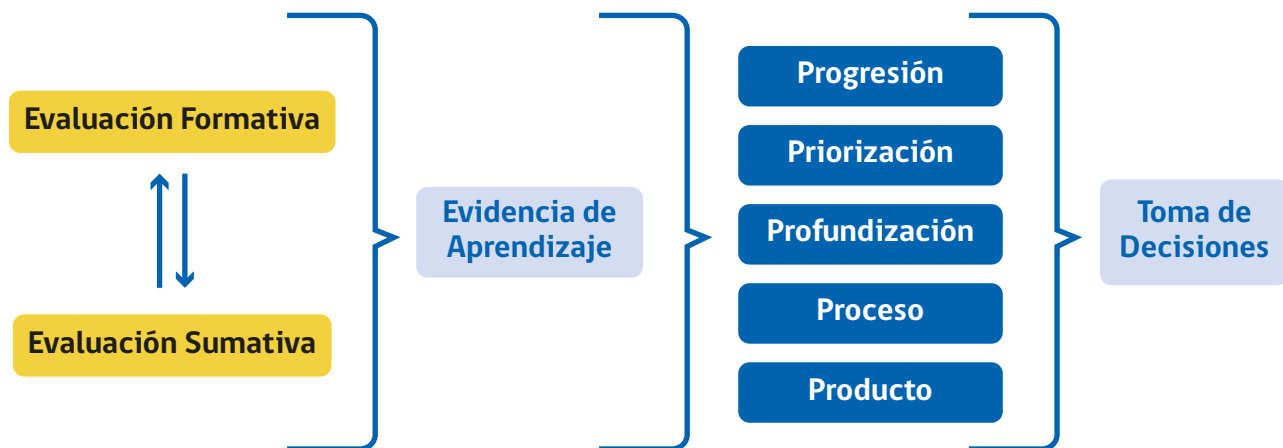 Evaluación Formativa
Evaluación Sumativa
Evidencia de
Aprendizaje
Progresión
Priorización
Profundización
Proceso
Producto
Toma de
Decisiones